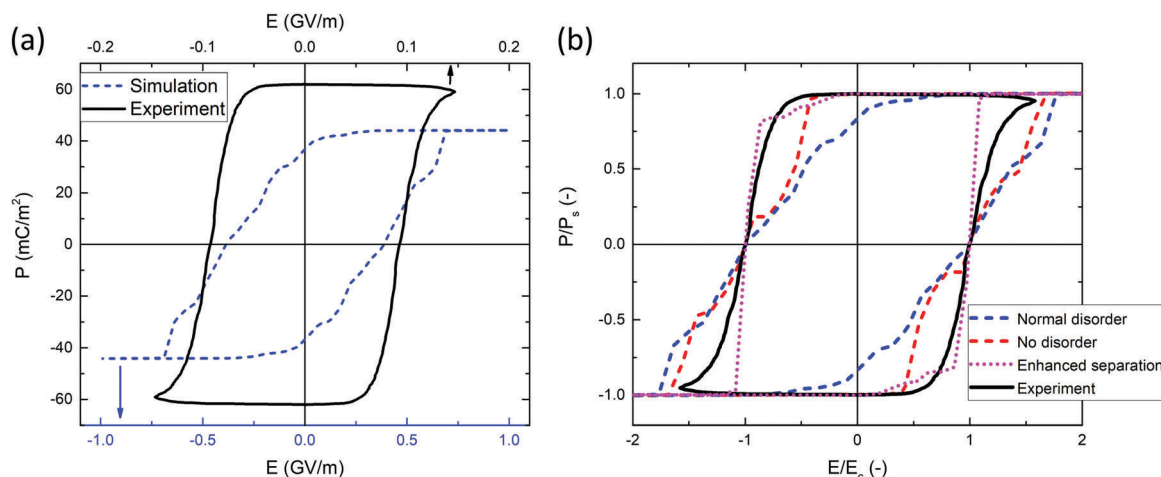 (a)
E (GV/m)
-0.2 -0.1 0.0 0.1 0.2
Simulation
Experiment
P (mC/m²)
60
40
20
0
-20
-40
-60
-1.0 -0.5 0.0 0.5 1.0
E (GV/m)
(b)
P/Pₛ (-)
1.0
0.5
0.0
-0.5
-1.0
Normal disorder
No disorder
Enhanced separation
Experiment
-2 -1 0 1 2
E/E꜀ (-)